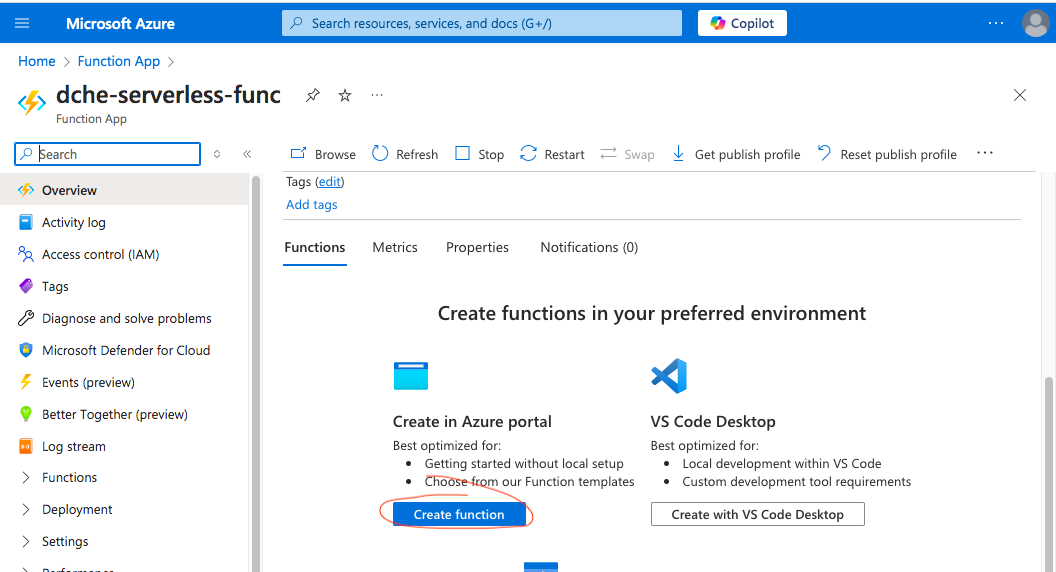 Microsoft Azure
Search resources, services, and docs (G+/)
Copilot
Home > Function App >
dche-serverless-func
Function App
Search
Browse Refresh Stop Restart Swap Get publish profile Reset publish profile
Overview
Activity log
Access control (IAM)
Tags
Diagnose and solve problems
Microsoft Defender for Cloud
Events (preview)
Better Together (preview)
Log stream
Functions
Deployment
Settings
Performance
Tags (edit)
Add tags
Functions Metrics Properties Notifications (0)
Create functions in your preferred environment
Create in Azure portal
Best optimized for:
• Getting started without local setup
• Choose from our Function templates
Create function
VS Code Desktop
Best optimized for:
• Local development within VS Code
• Custom development tool requirements
Create with VS Code Desktop